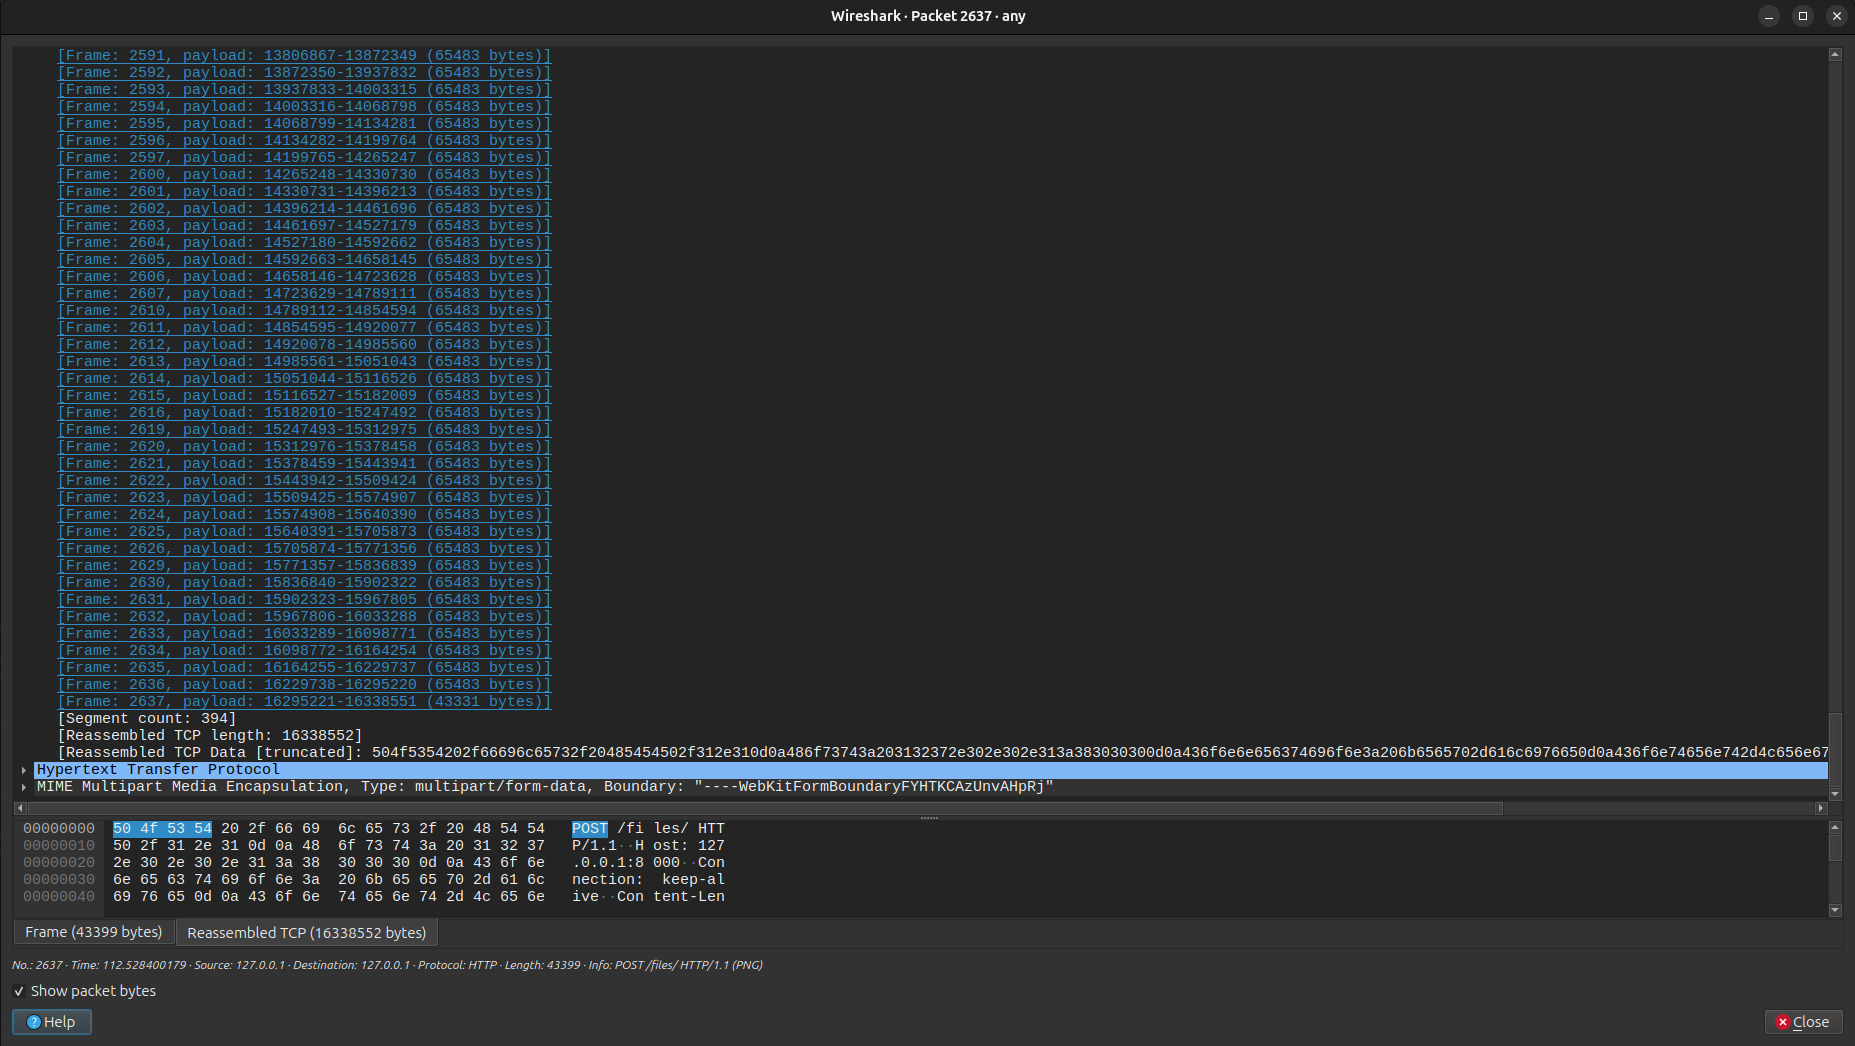 Wireshark · Packet 2637 · any
[Frame: 2591, payload: 13806867-13872349 (65483 bytes)]
[Frame: 2592, payload: 13872350-13937832 (65483 bytes)]
[Frame: 2593, payload: 13937833-14003315 (65483 bytes)]
[Frame: 2594, payload: 14003316-14068798 (65483 bytes)]
[Frame: 2595, payload: 14068799-14134281 (65483 bytes)]
[Frame: 2596, payload: 14134282-14199764 (65483 bytes)]
[Frame: 2597, payload: 14199765-14265247 (65483 bytes)]
[Frame: 2600, payload: 14265248-14330730 (65483 bytes)]
[Frame: 2601, payload: 14330731-14396213 (65483 bytes)]
[Frame: 2602, payload: 14396214-14461696 (65483 bytes)]
[Frame: 2603, payload: 14461697-14527179 (65483 bytes)]
[Frame: 2604, payload: 14527180-14592662 (65483 bytes)]
[Frame: 2605, payload: 14592663-14658145 (65483 bytes)]
[Frame: 2606, payload: 14658146-14723628 (65483 bytes)]
[Frame: 2607, payload: 14723629-14789111 (65483 bytes)]
[Frame: 2610, payload: 14789112-14854594 (65483 bytes)]
[Frame: 2611, payload: 14854595-14920077 (65483 bytes)]
[Frame: 2612, payload: 14920078-14985560 (65483 bytes)]
[Frame: 2613, payload: 14985561-15051043 (65483 bytes)]
[Frame: 2614, payload: 15051044-15116526 (65483 bytes)]
[Frame: 2615, payload: 15116527-15182009 (65483 bytes)]
[Frame: 2616, payload: 15182010-15247492 (65483 bytes)]
[Frame: 2619, payload: 15247493-15312975 (65483 bytes)]
[Frame: 2620, payload: 15312976-15378458 (65483 bytes)]
[Frame: 2621, payload: 15378459-15443941 (65483 bytes)]
[Frame: 2622, payload: 15443942-15509424 (65483 bytes)]
[Frame: 2623, payload: 15509425-15574907 (65483 bytes)]
[Frame: 2624, payload: 15574908-15640390 (65483 bytes)]
[Frame: 2625, payload: 15640391-15705873 (65483 bytes)]
[Frame: 2626, payload: 15705874-15771356 (65483 bytes)]
[Frame: 2629, payload: 15771357-15836839 (65483 bytes)]
[Frame: 2630, payload: 15836840-15902322 (65483 bytes)]
[Frame: 2631, payload: 15902323-15967805 (65483 bytes)]
[Frame: 2632, payload: 15967806-16033288 (65483 bytes)]
[Frame: 2633, payload: 16033289-16098771 (65483 bytes)]
[Frame: 2634, payload: 16098772-16164254 (65483 bytes)]
[Frame: 2635, payload: 16164255-16229737 (65483 bytes)]
[Frame: 2636, payload: 16229738-16295220 (65483 bytes)]
[Frame: 2637, payload: 16295221-16338551 (43331 bytes)]
[Segment count: 394]
[Reassembled TCP length: 16338552]
[Reassembled TCP Data [truncated]: 504f5354202f66696c65732f20485454502f312e310d0a486f73743a203132372e302e302e313a383030300d0a436f6e6e656374696f6e3a206b6565702d616c6976650d0a436f6e74656e742d4c656e67
Hypertext Transfer Protocol
MIME Multipart Media Encapsulation, Type: multipart/form-data, Boundary: "----WebKitFormBoundaryFYHTKCAzUnvAHpRj"
00000000 50 4f 53 54 20 2f 66 69 6c 65 73 2f 20 48 54 54 POST /fi les/ HTT
00000010 50 2f 31 2e 31 0d 0a 48 6f 73 74 3a 20 31 32 37 P/1.1··H ost: 127
00000020 2e 30 2e 30 2e 31 3a 38 30 30 30 0d 0a 43 6f 6e .0.0.1:8 000··Con
00000030 6e 65 63 74 69 6f 6e 3a 20 6b 65 65 70 2d 61 6c nection: keep-al
00000040 69 76 65 0d 0a 43 6f 6e 74 65 6e 74 2d 4c 65 6e ive··Con tent-Len
Frame (43399 bytes) Reassembled TCP (16338552 bytes)
No.: 2637 · Time: 112.528400179 · Source: 127.0.0.1 · Destination: 127.0.0.1 · Protocol: HTTP · Length: 43399 · Info: POST /files/ HTTP/1.1 (PNG)
Show packet bytes
Help
Close